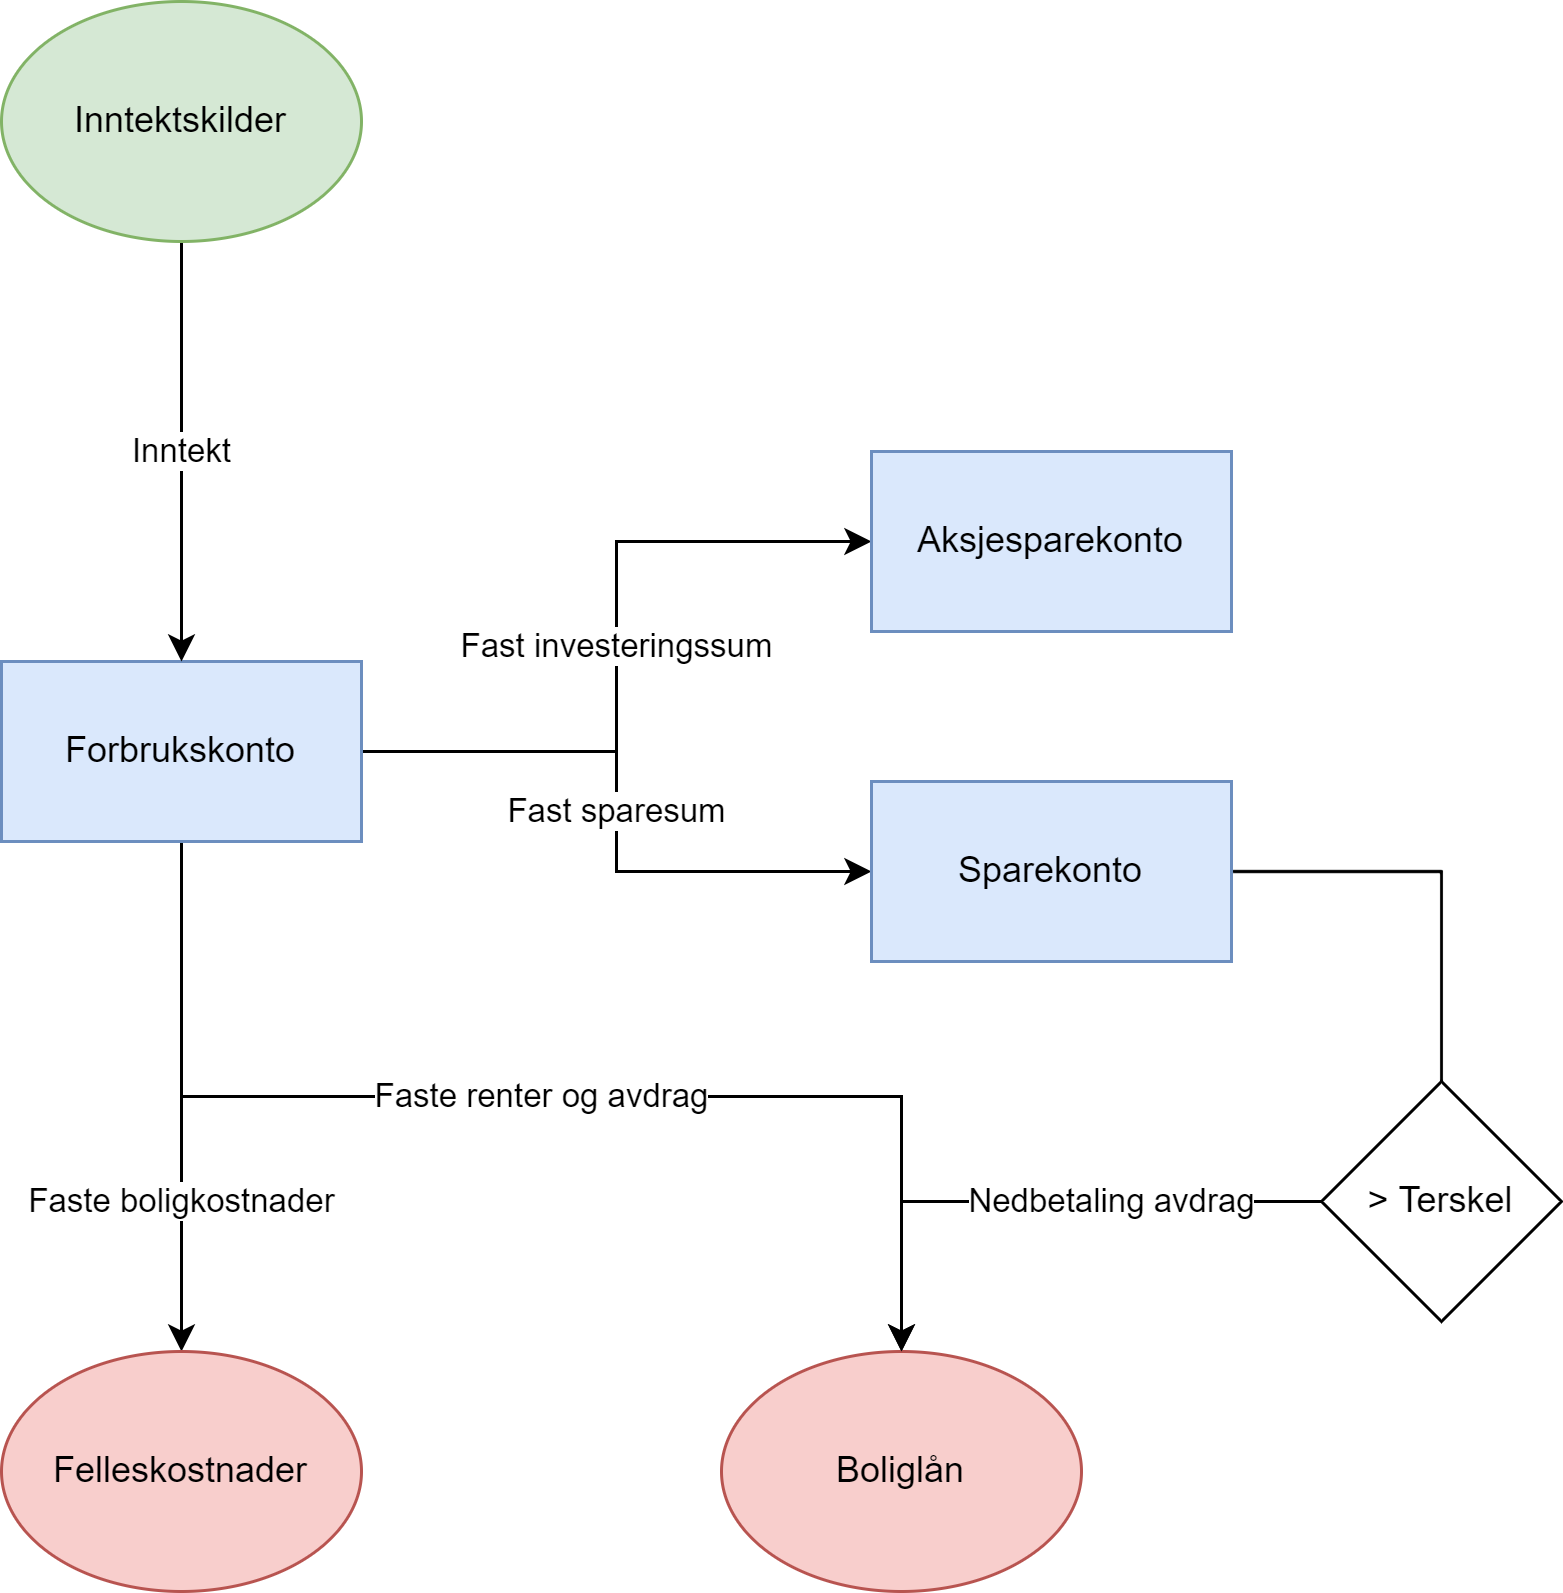 Inntektskilder
Inntekt
Aksjesparekonto
Fast investeringssum
Forbrukskonto
Fast sparesum
Sparekonto
Faste renter og avdrag
Faste boligkostnader
Nedbetaling avdrag
> Terskel
Felleskostnader
Boliglån